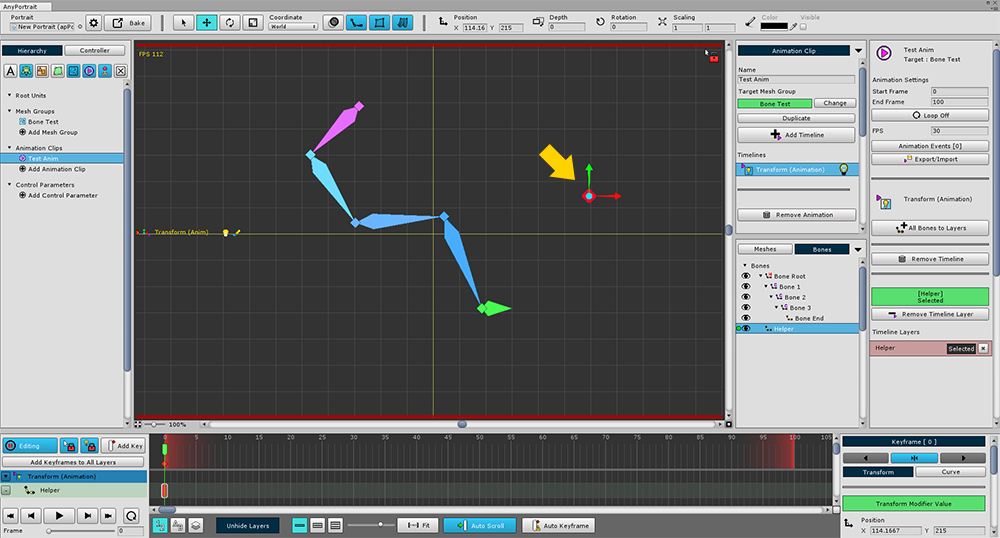 AnyPortrait
Portrait
New Portrait (apPo
Bake
Coordinate
World
Position
X 114.16 Y 215
Depth
0
Rotation
0
Scaling
1 1
Color
Visible
Hierarchy
Controller
Root Units
Mesh Groups
Bone Test
Add Mesh Group
Animation Clips
Test Anim
Add Animation Clip
Control Parameters
Add Control Parameter
FPS 112
Transform (Anim)
100%
Animation Clip
Name
Test Anim
Target Mesh Group
Bone Test
Change
Duplicate
Add Timeline
Timelines
Transform (Animation)
Remove Animation
Meshes
Bones
Bones
Bone Root
Bone 1
Bone 2
Bone 3
Bone End
Helper
Test Anim
Target : Bone Test
Animation Settings
Start Frame 0
End Frame 100
Loop Off
FPS 30
Animation Events [0]
Export/Import
Transform (Animation)
All Bones to Layers
Remove Timeline
[Helper]
Selected
Remove Timeline Layer
Timeline Layers
Helper Selected
Editing
Add Key
Add Keyframes to All Layers
Transform (Animation)
Helper
Frame 0
0 5 10 15 20 25 30 35 40 45 50 55 60 65 70 75 80 85 90 95 100 105
Unhide Layers
Fit
Auto Scroll
Auto Keyframe
Keyframe [ 0 ]
Transform
Curve
Transform Modifier Value
Position
X 114.1667 Y 215